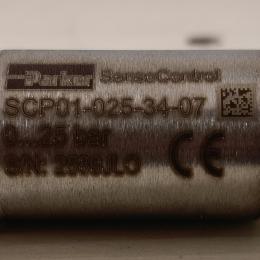 Parker SensoControl
SCP01-025-34-07
0...25 bar
S/N:
CE